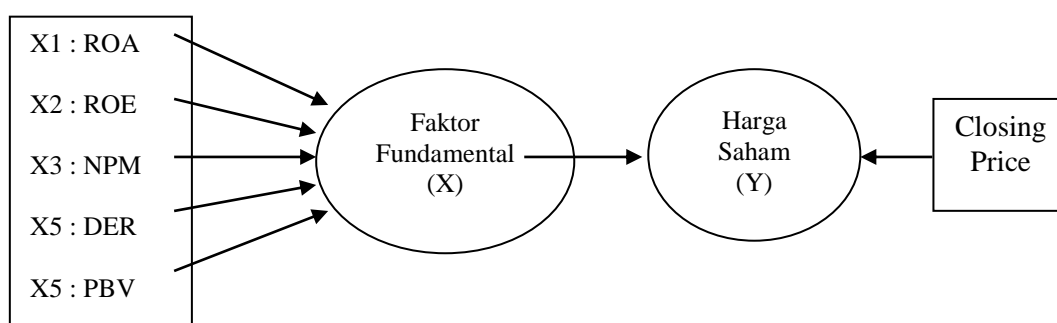 X1 : ROA
X2 : ROE
X3 : NPM
X5 : DER
X5 : PBV
Faktor
Fundamental
(X)
Harga
Saham
(Y)
Closing
Price